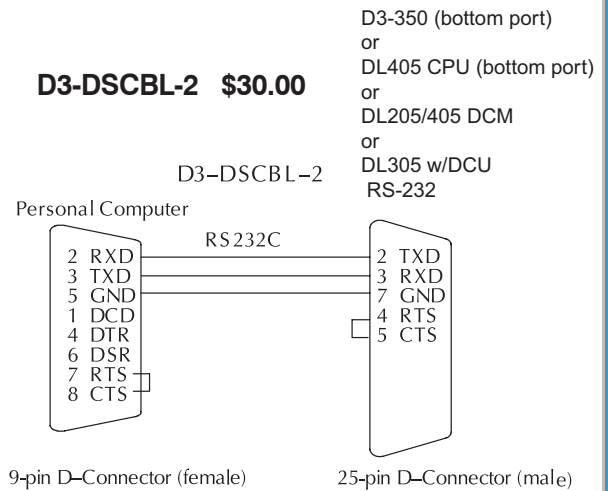 D3-350 (bottom port)
or
DL405 CPU (bottom port)
or
DL205/405 DCM
or
DL305 w/DCU
RS-232
D3-DSCBL-2 $30.00
D3–DSCBL–2
Personal Computer
RS232C
2 RXD
3 TXD
5 GND
1 DCD
4 DTR
6 DSR
7 RTS
8 CTS
2 TXD
3 RXD
7 GND
4 RTS
5 CTS
9-pin D–Connector (female)
25-pin D–Connector (male)